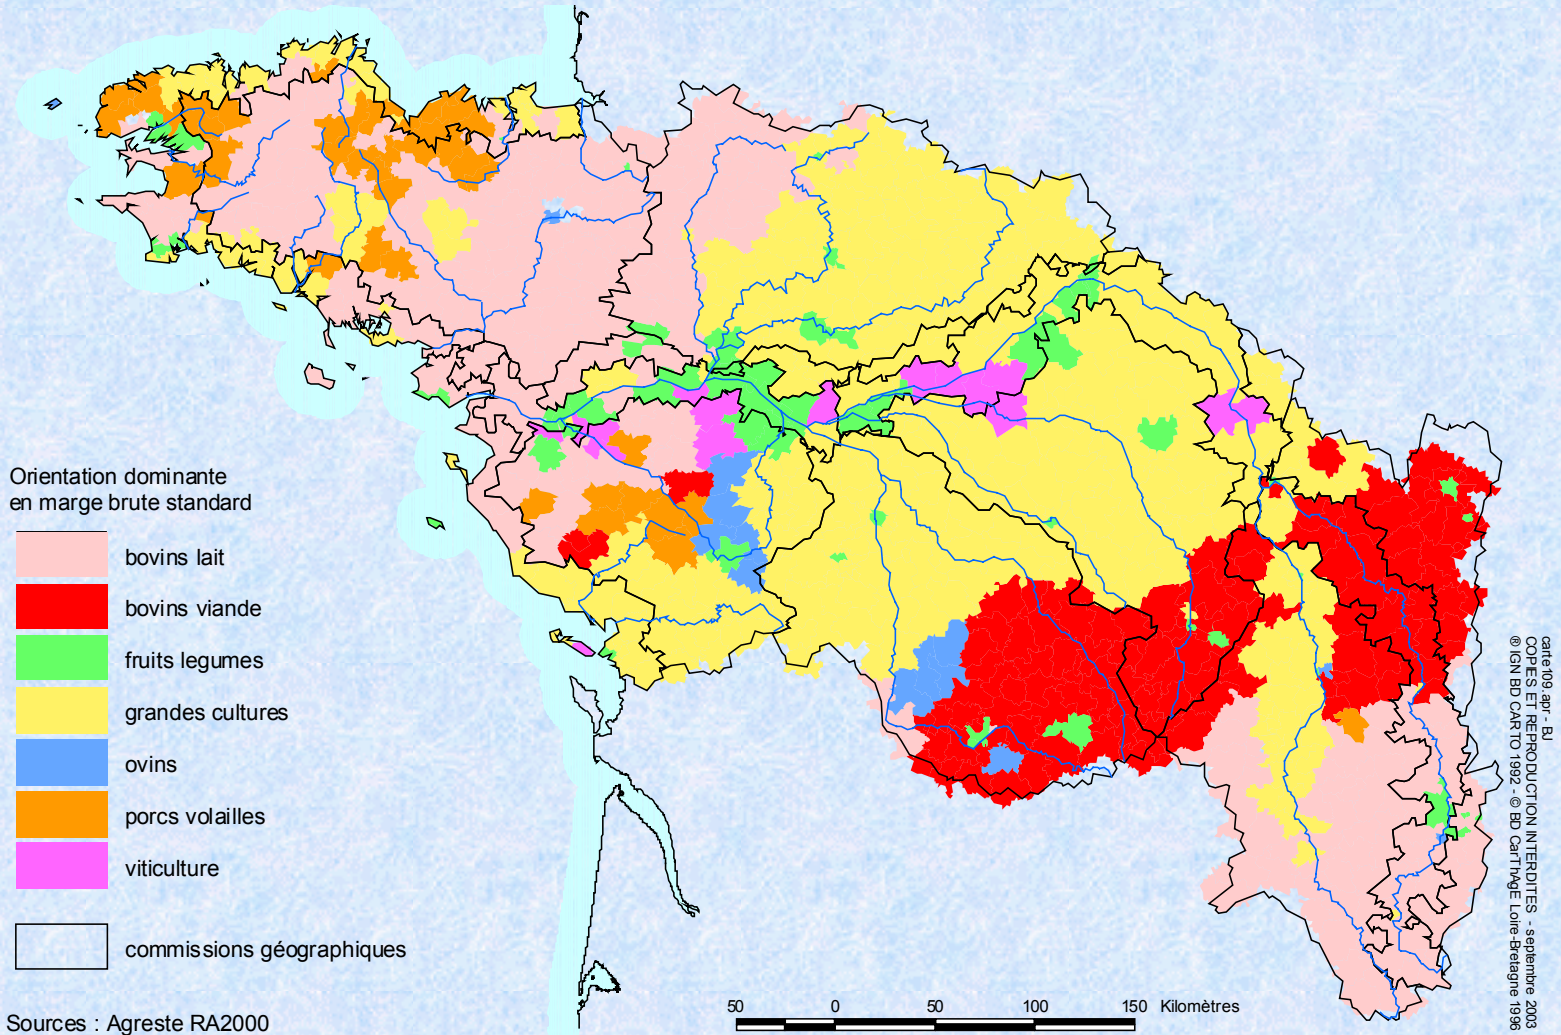 Orientation dominante
en marge brute standard
bovins lait
bovins viande
fruits legumes
grandes cultures
ovins
porcs volailles
viticulture
commissions géographiques
Sources : Agreste RA2000
50 0 50 100 150 Kilomètres
carte109.apr - BJ
COPIES ET REPRODUCTION INTERDITES - septembre 2003
® IGN BD CARTO 1992 - © BD CarThAgE Loire-Bretagne 1996